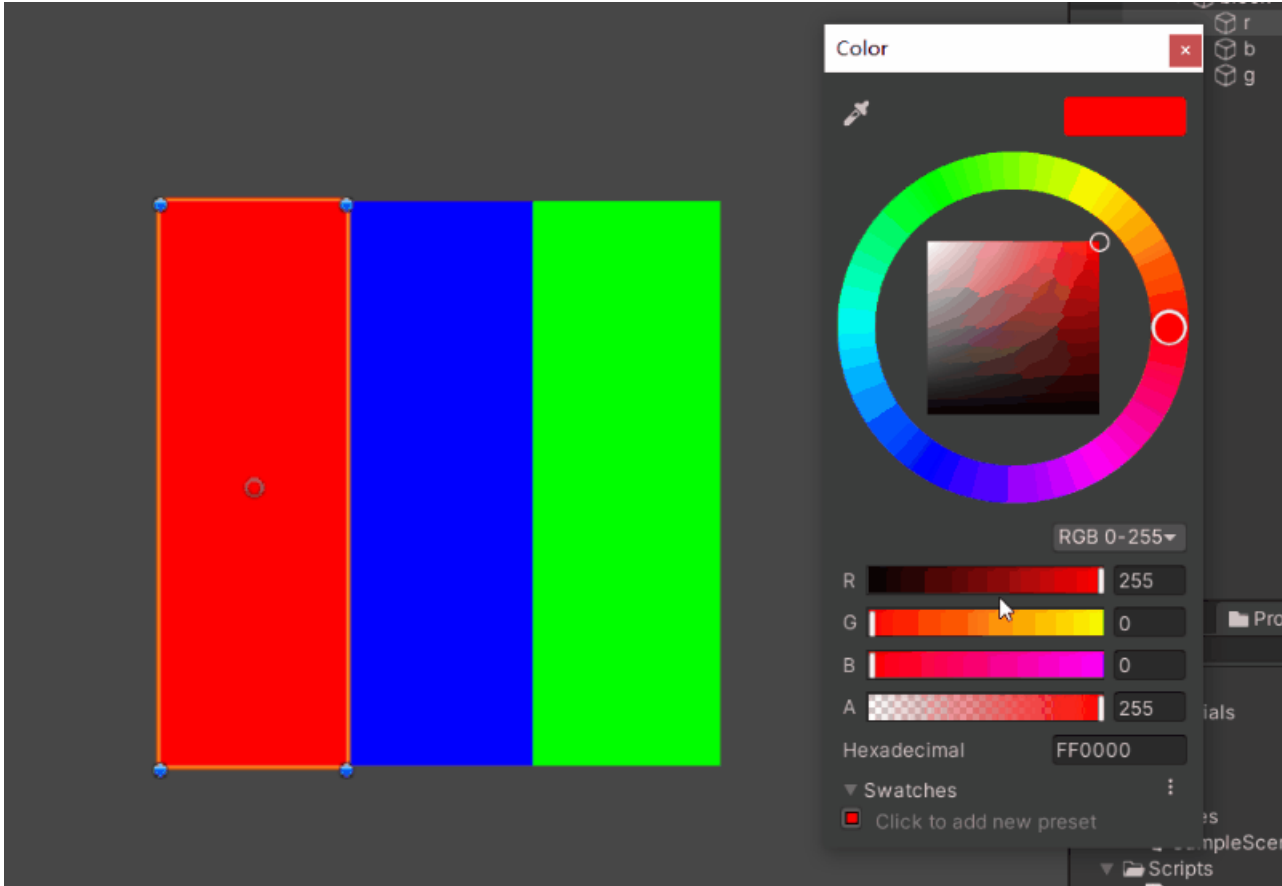 Color
r
b
g
RGB 0-255
R 255
G 0
B 0
A 255
Hexadecimal FF0000
Swatches
Click to add new preset
Scripts